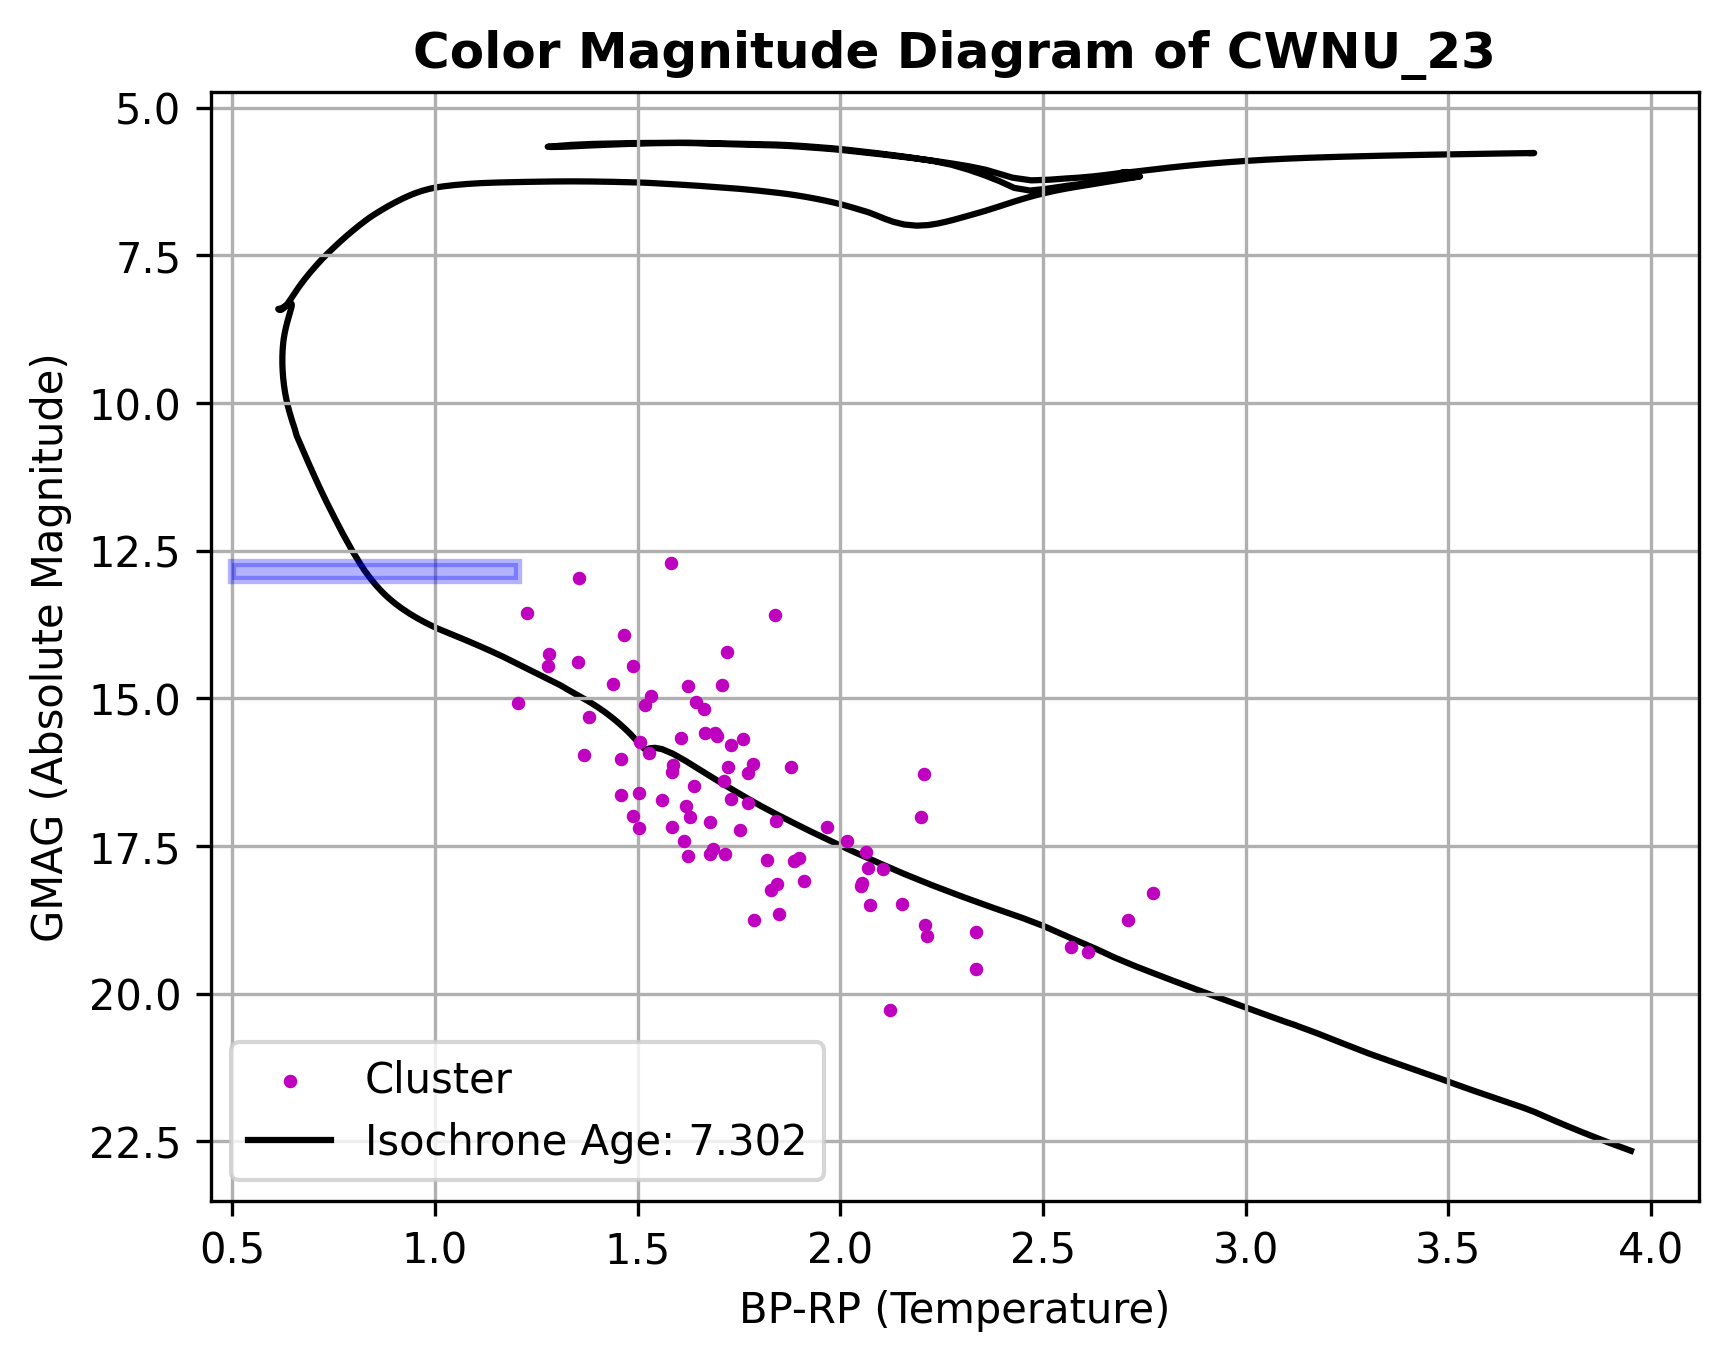 Color Magnitude Diagram of CWNU_23
GMAG (Absolute Magnitude)
5.0
7.5
10.0
12.5
15.0
17.5
20.0
22.5
Cluster
Isochrone Age: 7.302
0.5 1.0 1.5 2.0 2.5 3.0 3.5 4.0
BP-RP (Temperature)